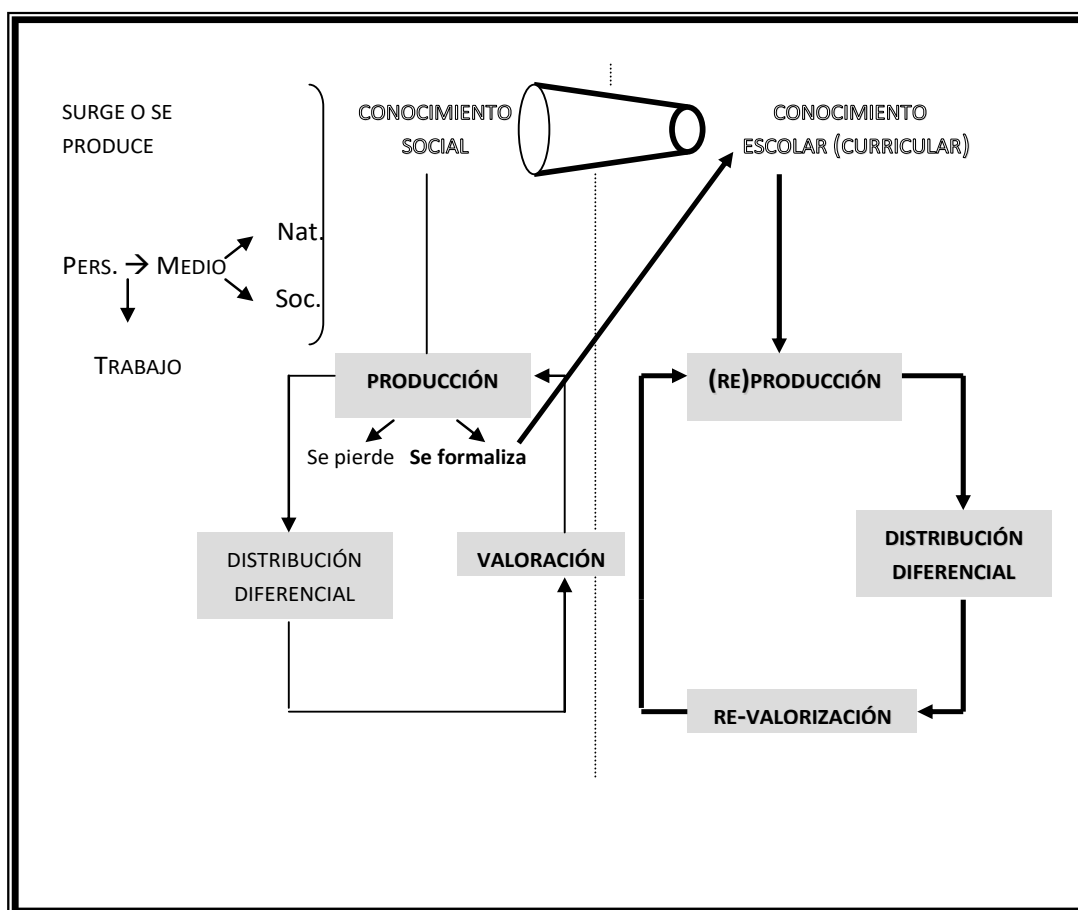 SURGE O SE
PRODUCE
PERS. → MEDIO
Nat.
Soc.
TRABAJO
CONOCIMIENTO
SOCIAL
PRODUCCIÓN
Se pierde Se formaliza
DISTRIBUCIÓN
DIFERENCIAL
VALORACIÓN
CONOCIMIENTO
ESCOLAR (CURRICULAR)
(RE)PRODUCCIÓN
DISTRIBUCIÓN
DIFERENCIAL
RE-VALORIZACIÓN